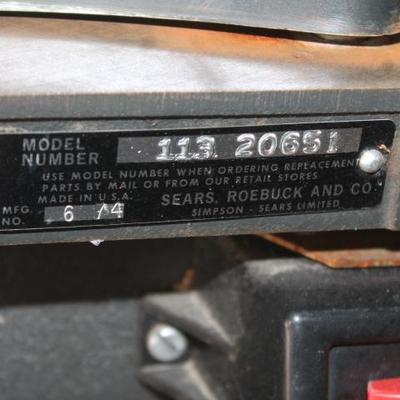 MODEL NUMBER 113 20651
USE MODEL NUMBER WHEN ORDERING REPLACEMENT
PARTS BY MAIL OR FROM OUR RETAIL STORES
MADE IN U.S.A. SEARS, ROEBUCK AND CO
MFG. NO. 6 74 SIMPSON - SEARS LIMITED